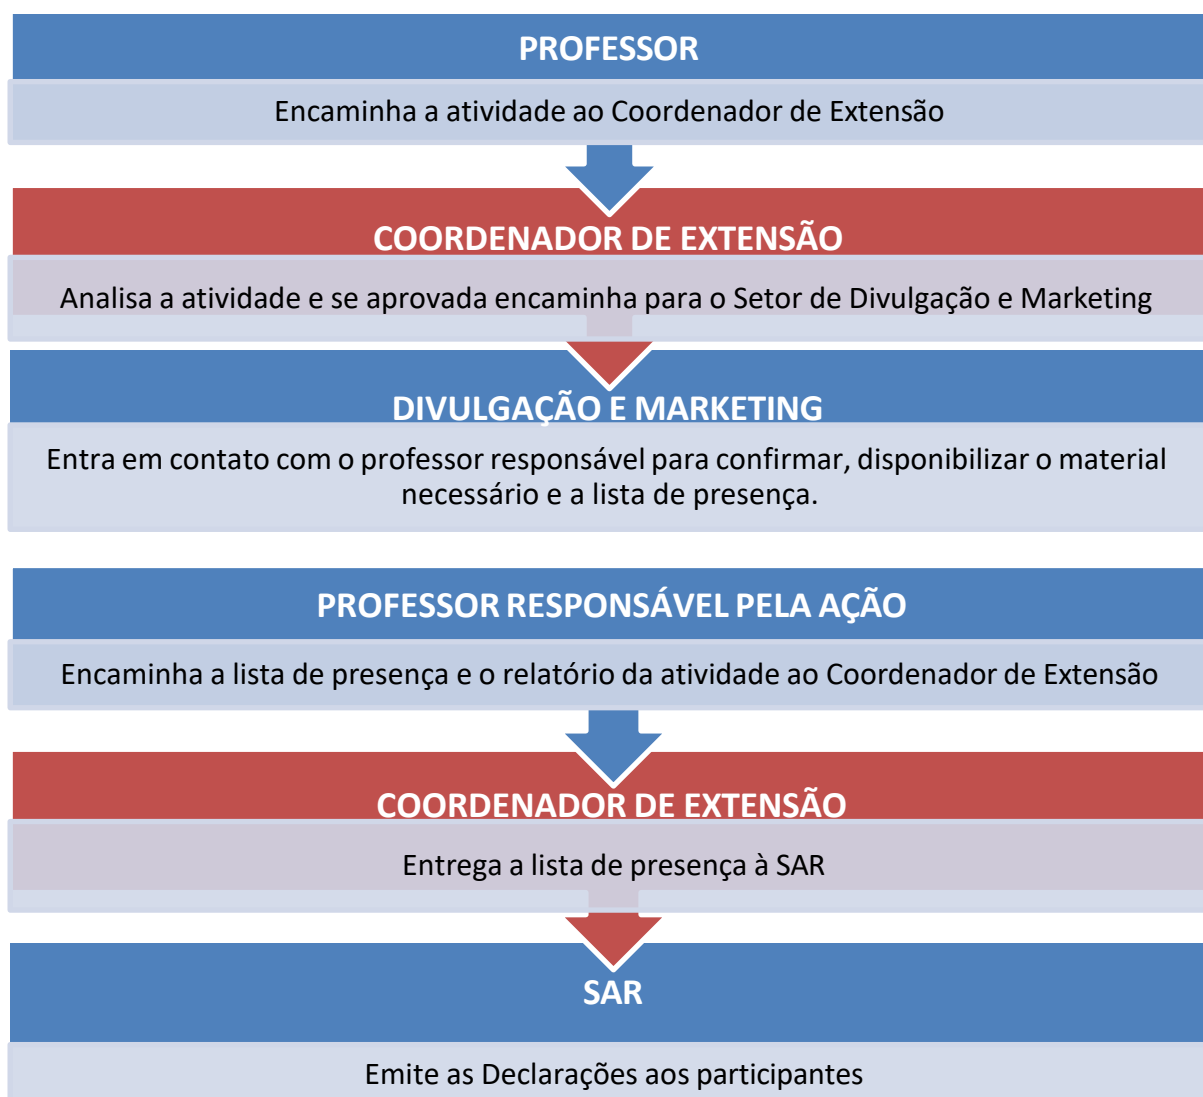 PROFESSOR
Encaminha a atividade ao Coordenador de Extensão
COORDENADOR DE EXTENSÃO
Analisa a atividade e se aprovada encaminha para o Setor de Divulgação e Marketing
DIVULGAÇÃO E MARKETING
Entra em contato com o professor responsável para confirmar, disponibilizar o material
necessário e a lista de presença.
PROFESSOR RESPONSÁVEL PELA AÇÃO
Encaminha a lista de presença e o relatório da atividade ao Coordenador de Extensão
COORDENADOR DE EXTENSÃO
Entrega a lista de presença à SAR
SAR
Emite as Declarações aos participantes